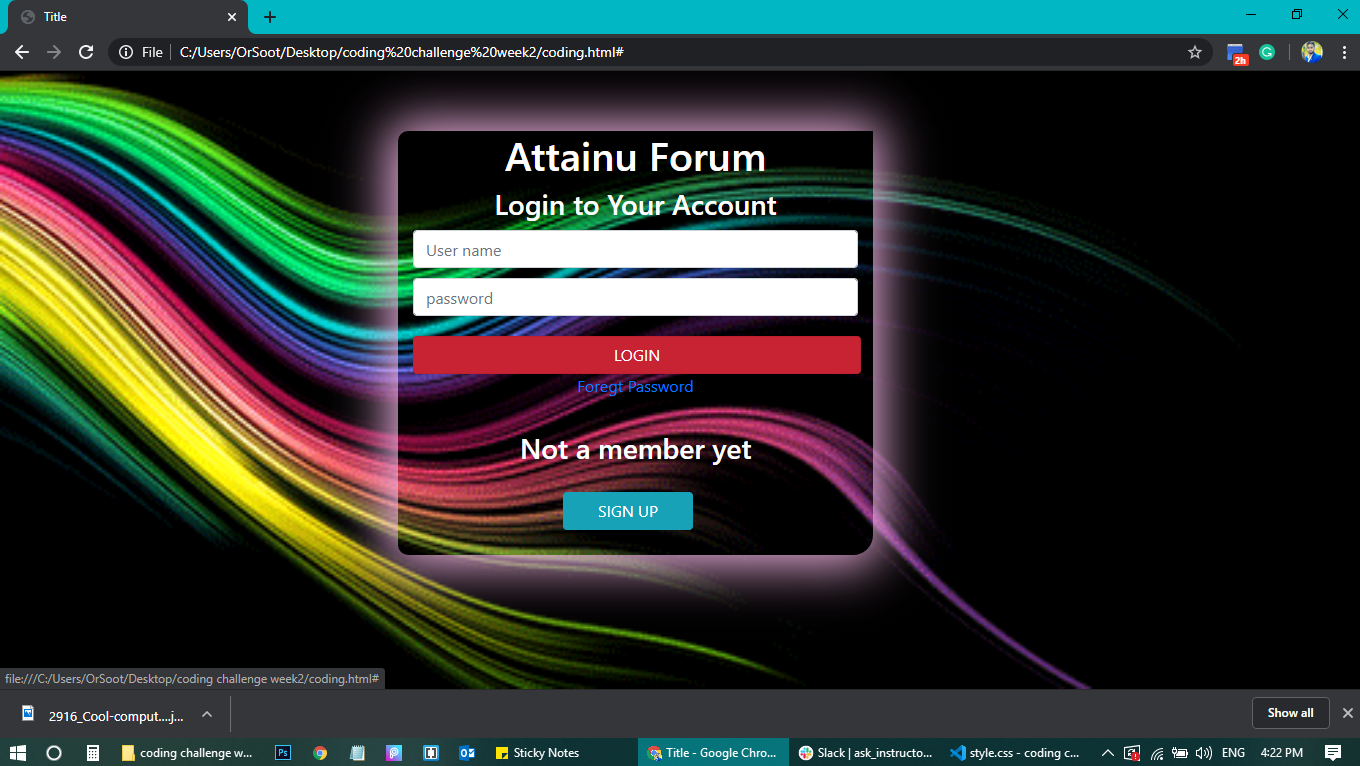 Title
File
C:/Users/OrSoot/Desktop/coding%20challenge%20week2/coding.html#
2h
Attainu Forum
Login to Your Account
User name
password
LOGIN
Foregt Password
Not a member yet
SIGN UP
file:///C:/Users/OrSoot/Desktop/coding challenge week2/coding.html#
2916_Cool-comput....j...
Show all
coding challenge w...
Ps
Sticky Notes
Title - Google Chro...
Slack | ask_instructo...
style.css - coding c...
ENG
4:22 PM